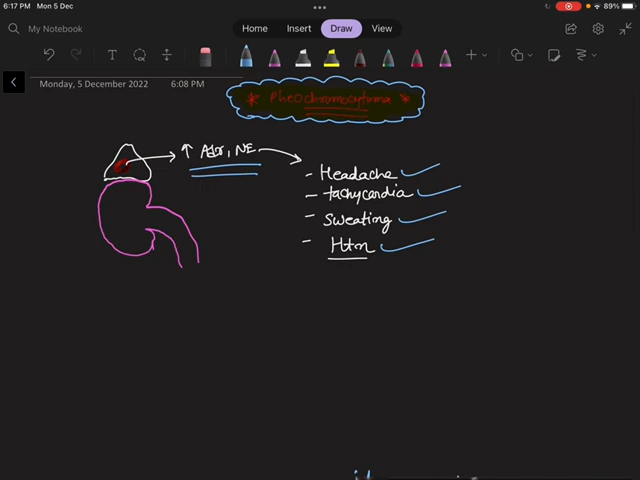 6:17 PM Mon 5 Dec
89%
My Notebook
Home Insert Draw View
T
Monday, 5 December 2022 6:08 PM
* Pheochromocytoma *
↑ Adr, NE
- Headache
- tachycardia
- Sweating
- Htn